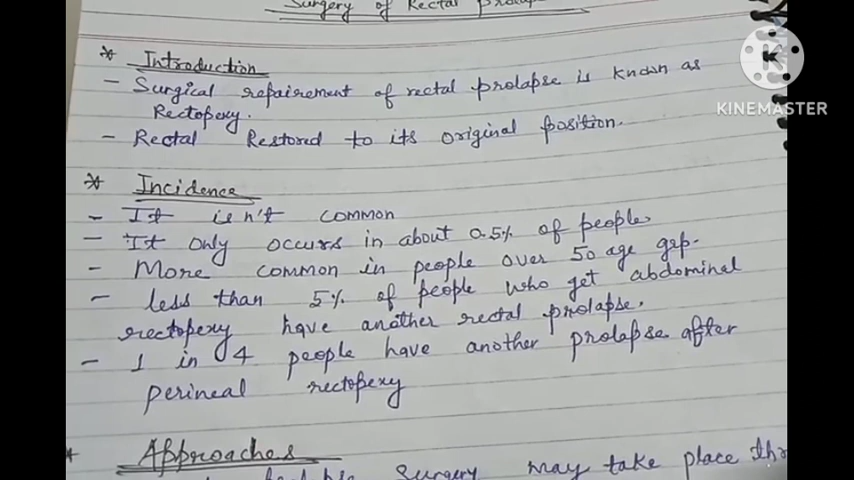 Surgery of Rectal Prolapse
* Introduction
- Surgical repairement of rectal prolapse is known as
Rectopexy.
- Rectal Restored to its original position.
* Incidence
- It isn't common
- It only occurs in about 0.5% of people.
- More common in people over 50 age gap.
- less than 5% of people who get abdominal
rectopexy have another rectal prolapse.
- 1 in 4 people have another prolapse after
perineal rectopexy
* Approaches
surgery may take place
KINEMASTER